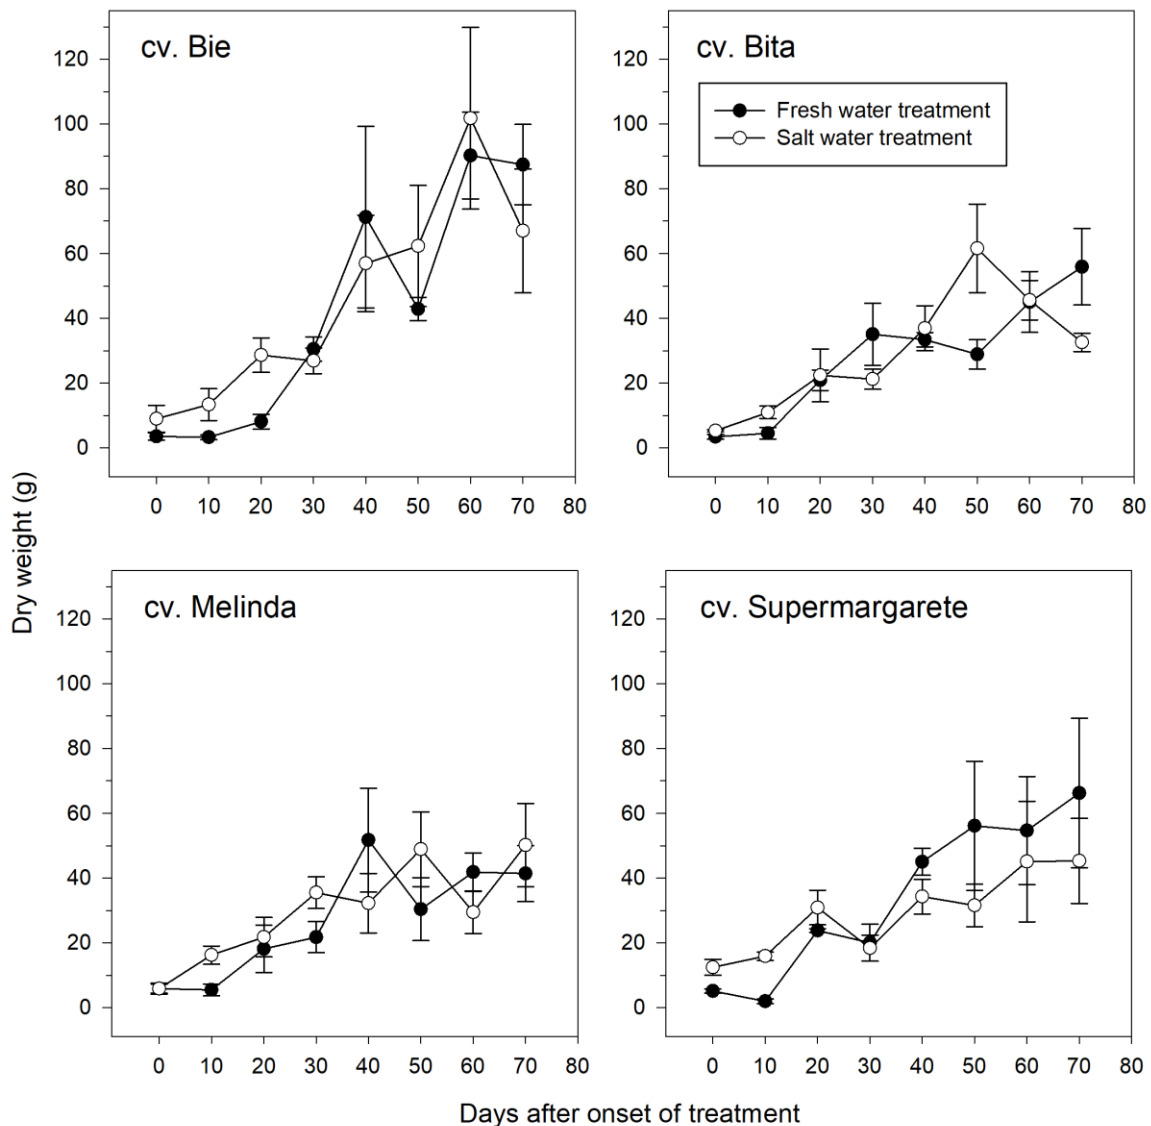 cv. Bie
120
100
80
60
40
20
0
0 10 20 30 40 50 60 70 80
cv. Bita
Fresh water treatment
Salt water treatment
120
100
80
60
40
20
0
0 10 20 30 40 50 60 70 80
Dry weight (g)
cv. Melinda
120
100
80
60
40
20
0
0 10 20 30 40 50 60 70 80
cv. Supermargarete
120
100
80
60
40
20
0
0 10 20 30 40 50 60 70 80
Days after onset of treatment